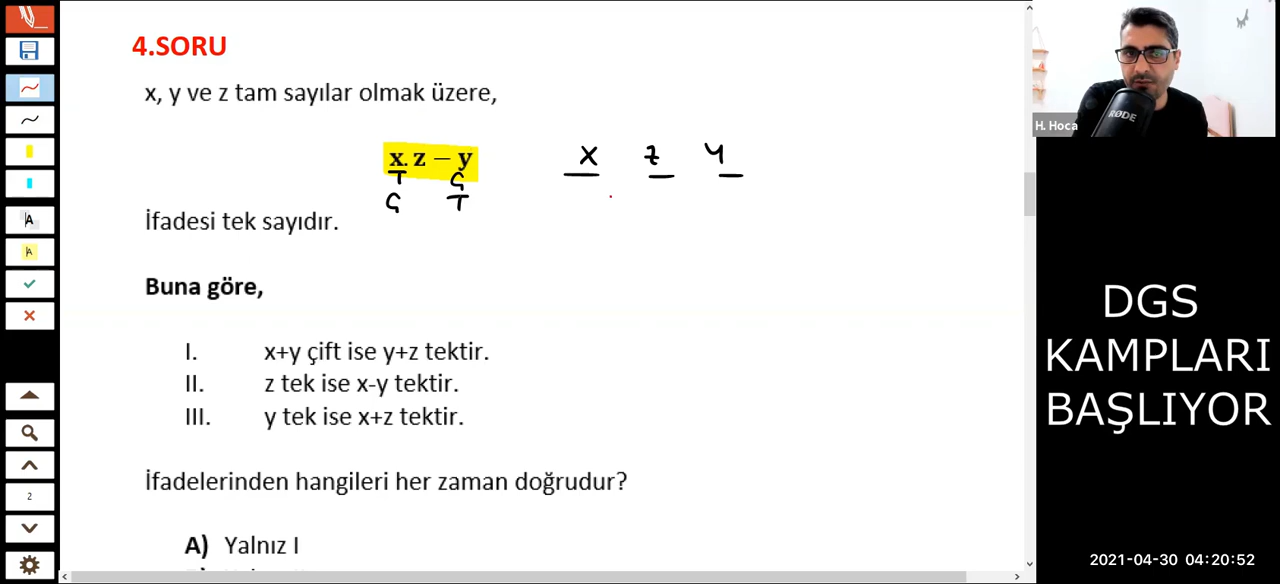 4.SORU
x, y ve z tam sayılar olmak üzere,
x. z − y
T Ç
Ç T
x z y
İfadesi tek sayıdır.
Buna göre,
I. x+y çift ise y+z tektir.
II. z tek ise x-y tektir.
III. y tek ise x+z tektir.
İfadelerinden hangileri her zaman doğrudur?
A) Yalnız I
A
A
2
RØDE
H. Hoca
DGS
KAMPLARI
BAŞLIYOR
2021-04-30 04:20:52